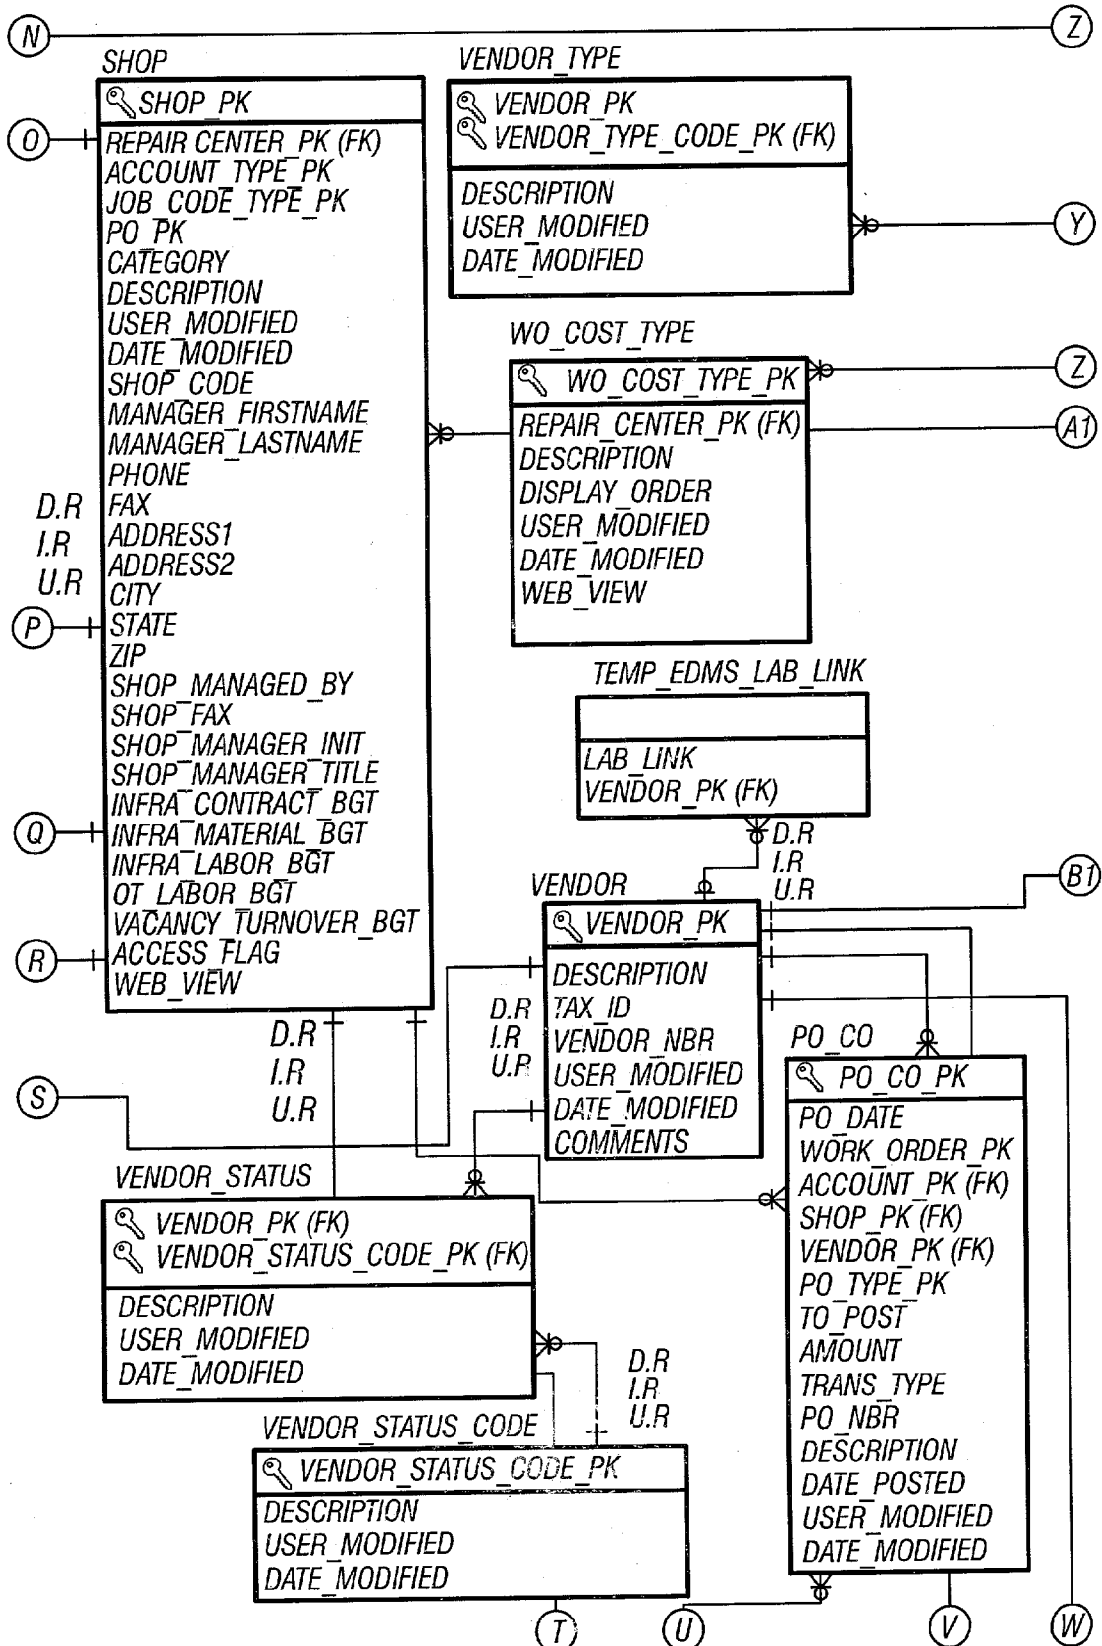 N
Z
SHOP
SHOP_PK
O
REPAIR CENTER_PK (FK)
ACCOUNT_TYPE_PK
JOB_CODE_TYPE_PK
PO_PK
CATEGORY
DESCRIPTION
USER_MODIFIED
DATE_MODIFIED
SHOP_CODE
MANAGER_FIRSTNAME
MANAGER_LASTNAME
PHONE
FAX
ADDRESS1
ADDRESS2
CITY
STATE
ZIP
SHOP_MANAGED_BY
SHOP_FAX
SHOP_MANAGER_INIT
SHOP_MANAGER_TITLE
INFRA_CONTRACT_BGT
INFRA_MATERIAL_BGT
INFRA_LABOR_BGT
OT_LABOR_BGT
VACANCY_TURNOVER_BGT
ACCESS_FLAG
WEB_VIEW
D.R
I.R
U.R
P
Q
R
VENDOR_TYPE
VENDOR_PK
VENDOR_TYPE_CODE_PK (FK)
DESCRIPTION
USER_MODIFIED
DATE_MODIFIED
Y
WO_COST_TYPE
WO_COST_TYPE_PK
REPAIR_CENTER_PK (FK)
DESCRIPTION
DISPLAY_ORDER
USER_MODIFIED
DATE_MODIFIED
WEB_VIEW
Z
A1
TEMP_EDMS_LAB_LINK
LAB_LINK
VENDOR_PK (FK)
D.R
I.R
U.R
B1
VENDOR
VENDOR_PK
DESCRIPTION
TAX_ID
VENDOR_NBR
USER_MODIFIED
DATE_MODIFIED
COMMENTS
D.R
I.R
U.R
D.R
I.R
U.R
S
VENDOR_STATUS
VENDOR_PK (FK)
VENDOR_STATUS_CODE_PK (FK)
DESCRIPTION
USER_MODIFIED
DATE_MODIFIED
D.R
I.R
U.R
VENDOR_STATUS_CODE
VENDOR_STATUS_CODE_PK
DESCRIPTION
USER_MODIFIED
DATE_MODIFIED
PO_CO
PO_CO_PK
PO_DATE
WORK_ORDER_PK
ACCOUNT_PK (FK)
SHOP_PK (FK)
VENDOR_PK (FK)
PO_TYPE_PK
TO_POST
AMOUNT
TRANS_TYPE
PO_NBR
DESCRIPTION
DATE_POSTED
USER_MODIFIED
DATE_MODIFIED
T
U
V
W